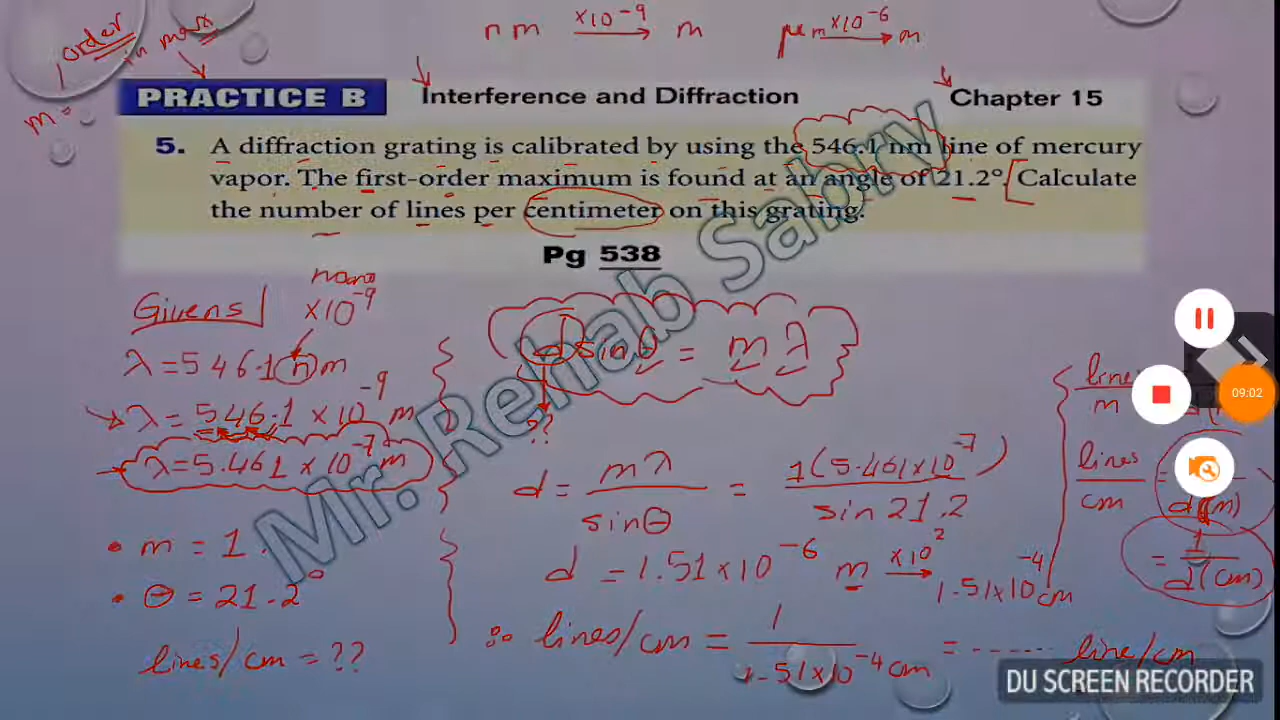 order
in max
m =
nm ×10⁻⁹ → m
μm ×10⁻⁶ → m
PRACTICE B Interference and Diffraction Chapter 15
5. A diffraction grating is calibrated by using the 546.1 nm line of mercury
vapor. The first-order maximum is found at an angle of 21.2°. Calculate
the number of lines per centimeter on this grating.
Pg 538
Mr. Rehab Sabry
Givens
nano
×10⁻⁹
λ = 546.1 nm
λ = 546.1 × 10⁻⁹ m
λ = 5.461 × 10⁻⁷ m
• m = 1
• θ = 21.2°
lines/cm = ??
d sin θ = m λ
??
d = mλ / sinθ = 1(5.461×10⁻⁷) / sin 21.2
d = 1.51 × 10⁻⁶ m ×10² → 1.51×10⁻⁴ cm
∴ lines/cm = 1 / 1.51×10⁻⁴ cm = ------ line/cm
m
lines / cm =
d(m)
= 1 / d(cm)
09:02
DU SCREEN RECORDER